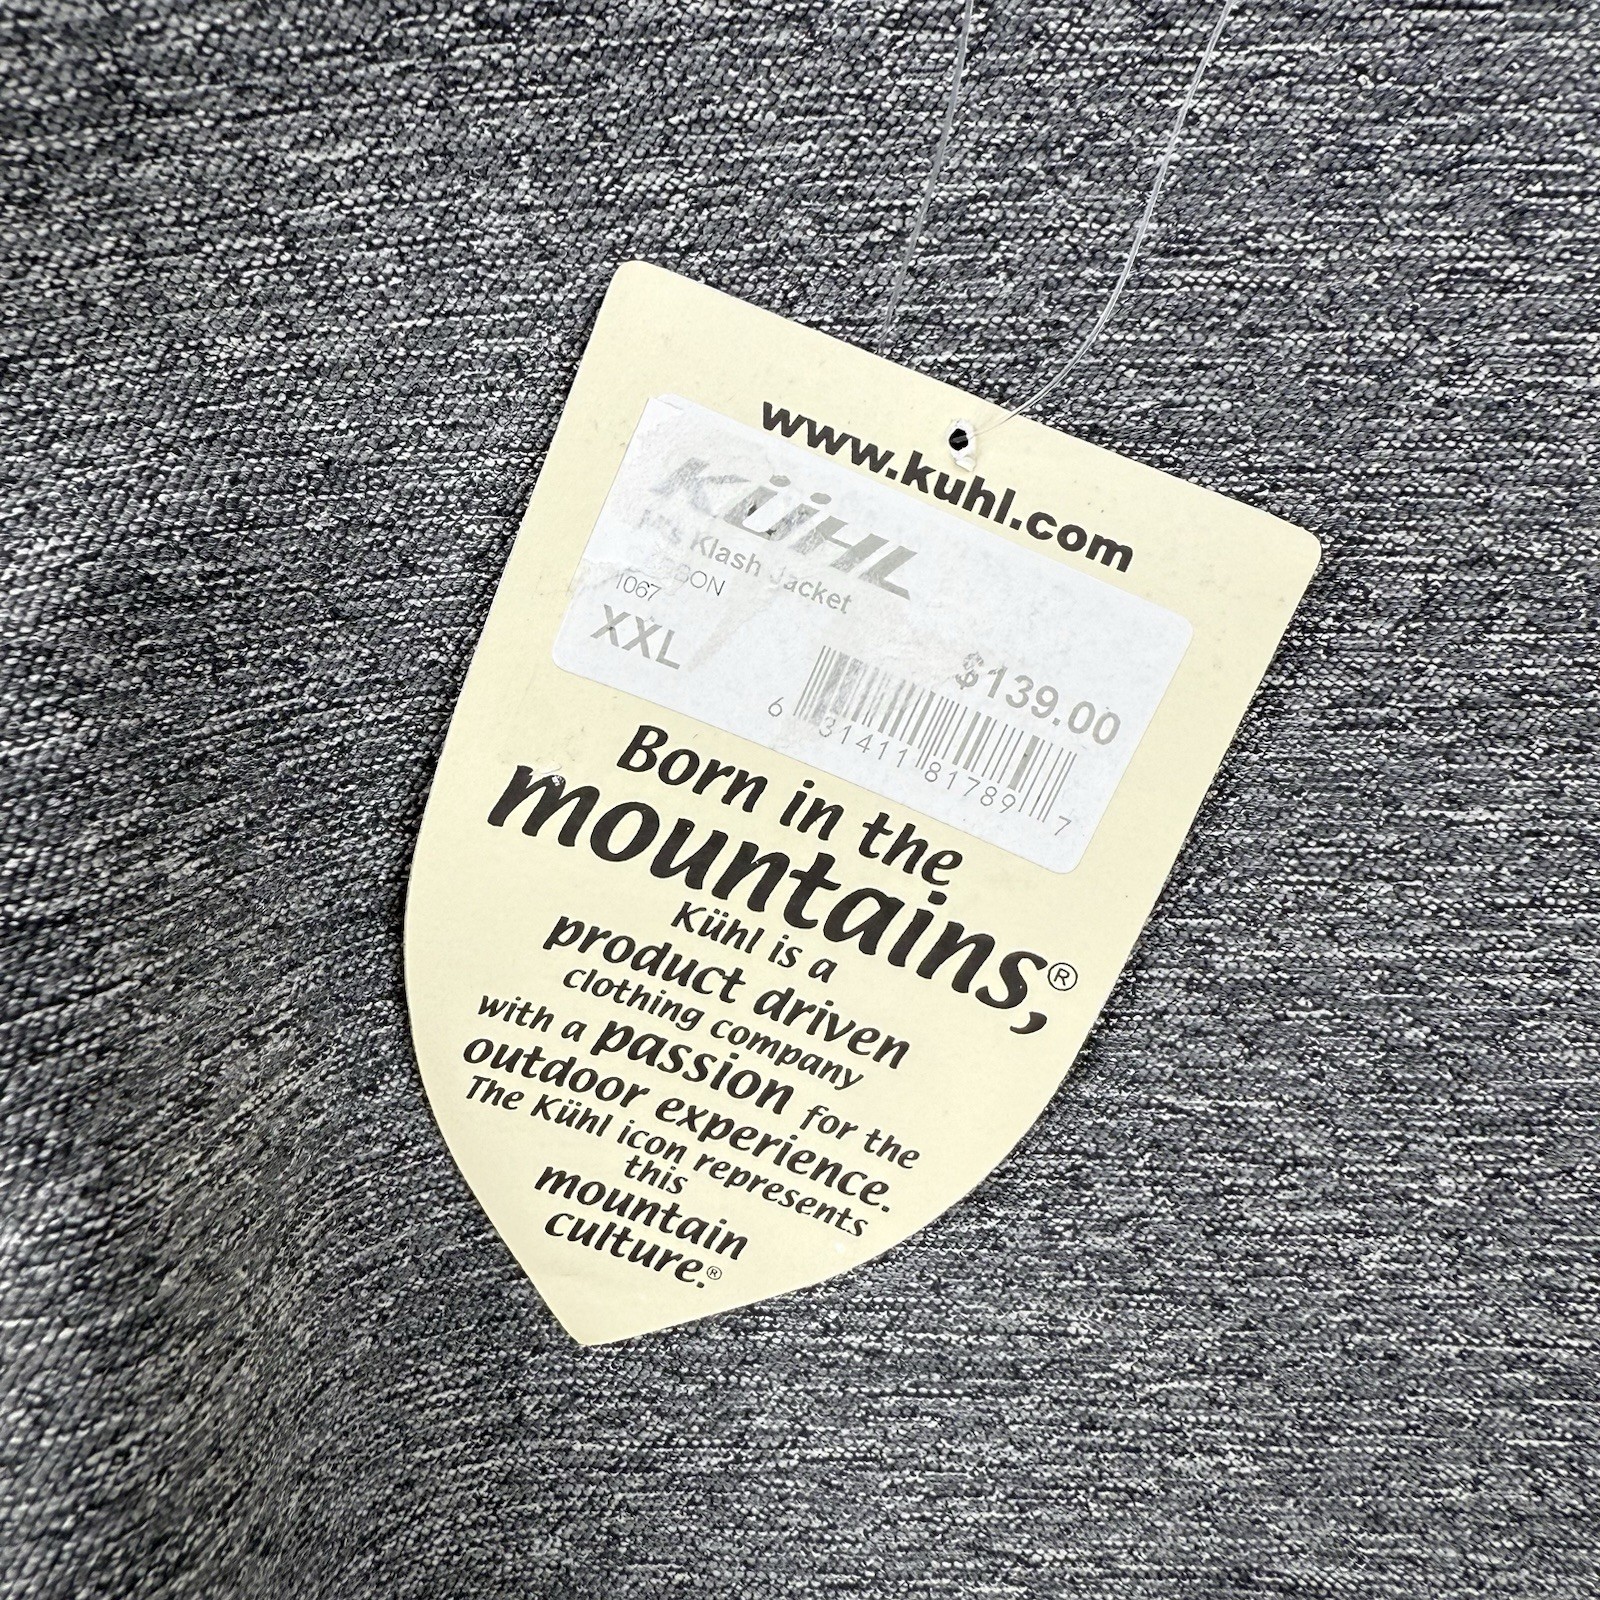 www.kuhl.com
KÜHL
Klash Jacket
1067
XXL
$139.00
6 31411 81789 7
Born in the
mountains,®
Kühl is a
product driven
clothing company
with a passion for the
outdoor experience.
The Kühl icon represents
this
mountain
culture.®